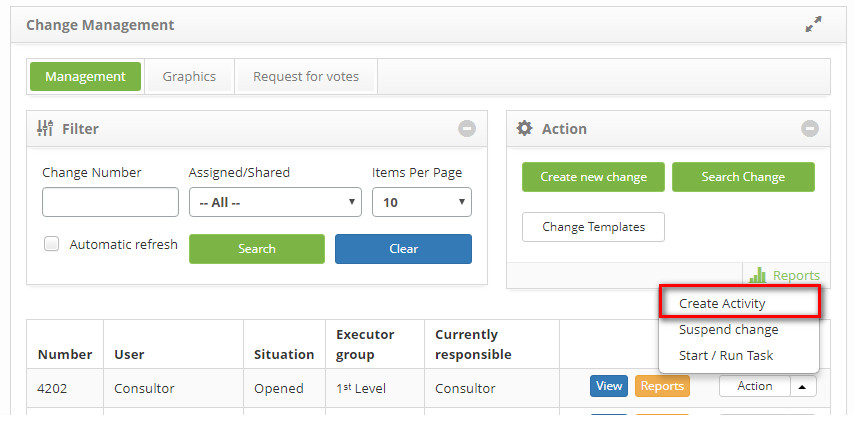 Change Management
Management Graphics Request for votes
Filter
Change Number Assigned/Shared Items Per Page
-- All -- 10
Automatic refresh Search Clear
Action
Create new change Search Change
Change Templates
Reports
Create Activity
Suspend change
Start / Run Task
Number User Situation Executor group Currently responsible
4202 Consultor Opened 1st Level Consultor View Reports Action